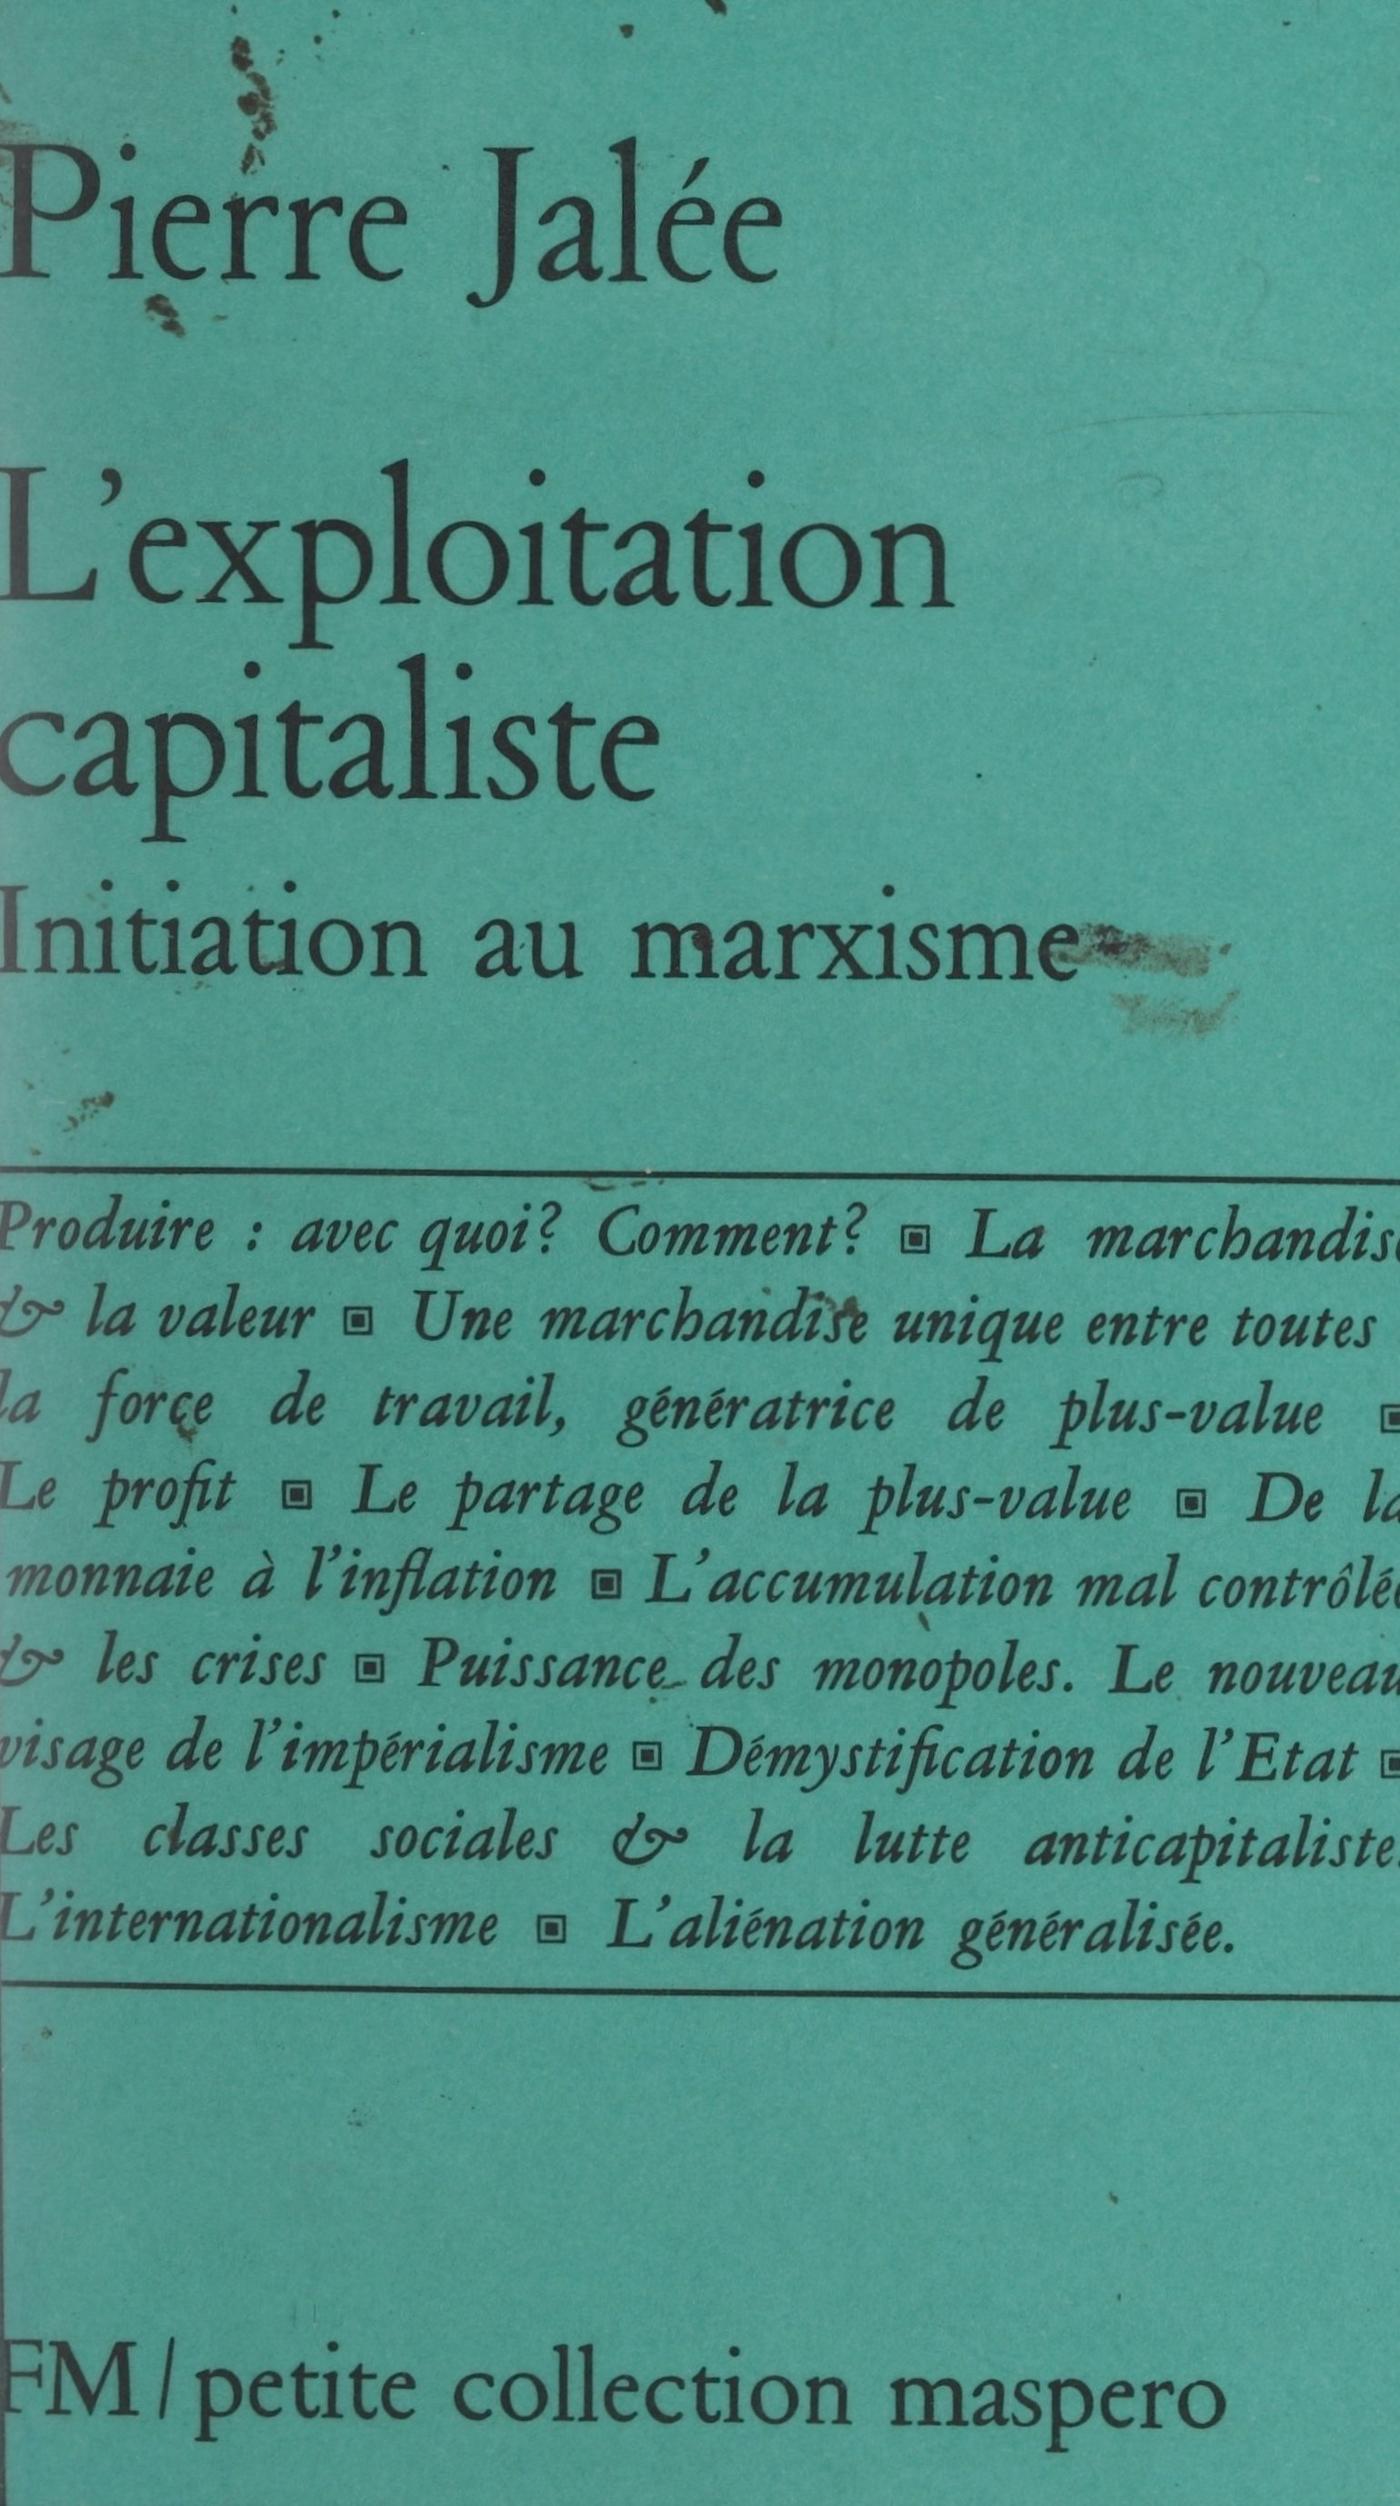 Pierre Jalée
L'exploitation
capitaliste
Initiation au marxisme
Produire : avec quoi? Comment? ▣ La marchandise
& la valeur ▣ Une marchandise unique entre toutes :
la force de travail, génératrice de plus-value ▣
Le profit ▣ Le partage de la plus-value ▣ De la
monnaie à l'inflation ▣ L'accumulation mal contrôlée
& les crises ▣ Puissance des monopoles. Le nouveau
visage de l'impérialisme ▣ Démystification de l'Etat ▣
Les classes sociales & la lutte anticapitaliste.
L'internationalisme ▣ L'aliénation généralisée.
FM / petite collection maspero